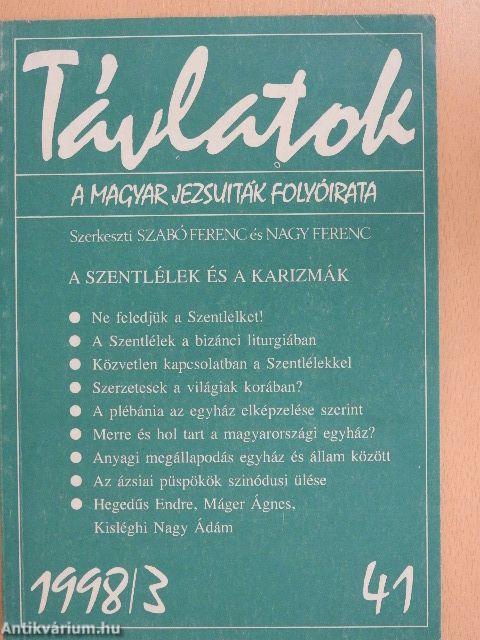 Távlatok
A MAGYAR JEZSUITÁK FOLYÓIRATA
Szerkeszti SZABÓ FERENC és NAGY FERENC
A SZENTLÉLEK ÉS A KARIZMÁK
● Ne feledjük a Szentlelket!
● A Szentlélek a bizánci liturgiában
● Közvetlen kapcsolatban a Szentlélekkel
● Szerzetesek a világiak korában?
● A plébánia az egyház elképzelése szerint
● Merre és hol tart a magyarországi egyház?
● Anyagi megállapodás egyház és állam között
● Az ázsiai püspökök szinódusi ülése
● Hegedűs Endre, Máger Ágnes,
Kisléghi Nagy Ádám
1998/3 41
Antikvárium.hu